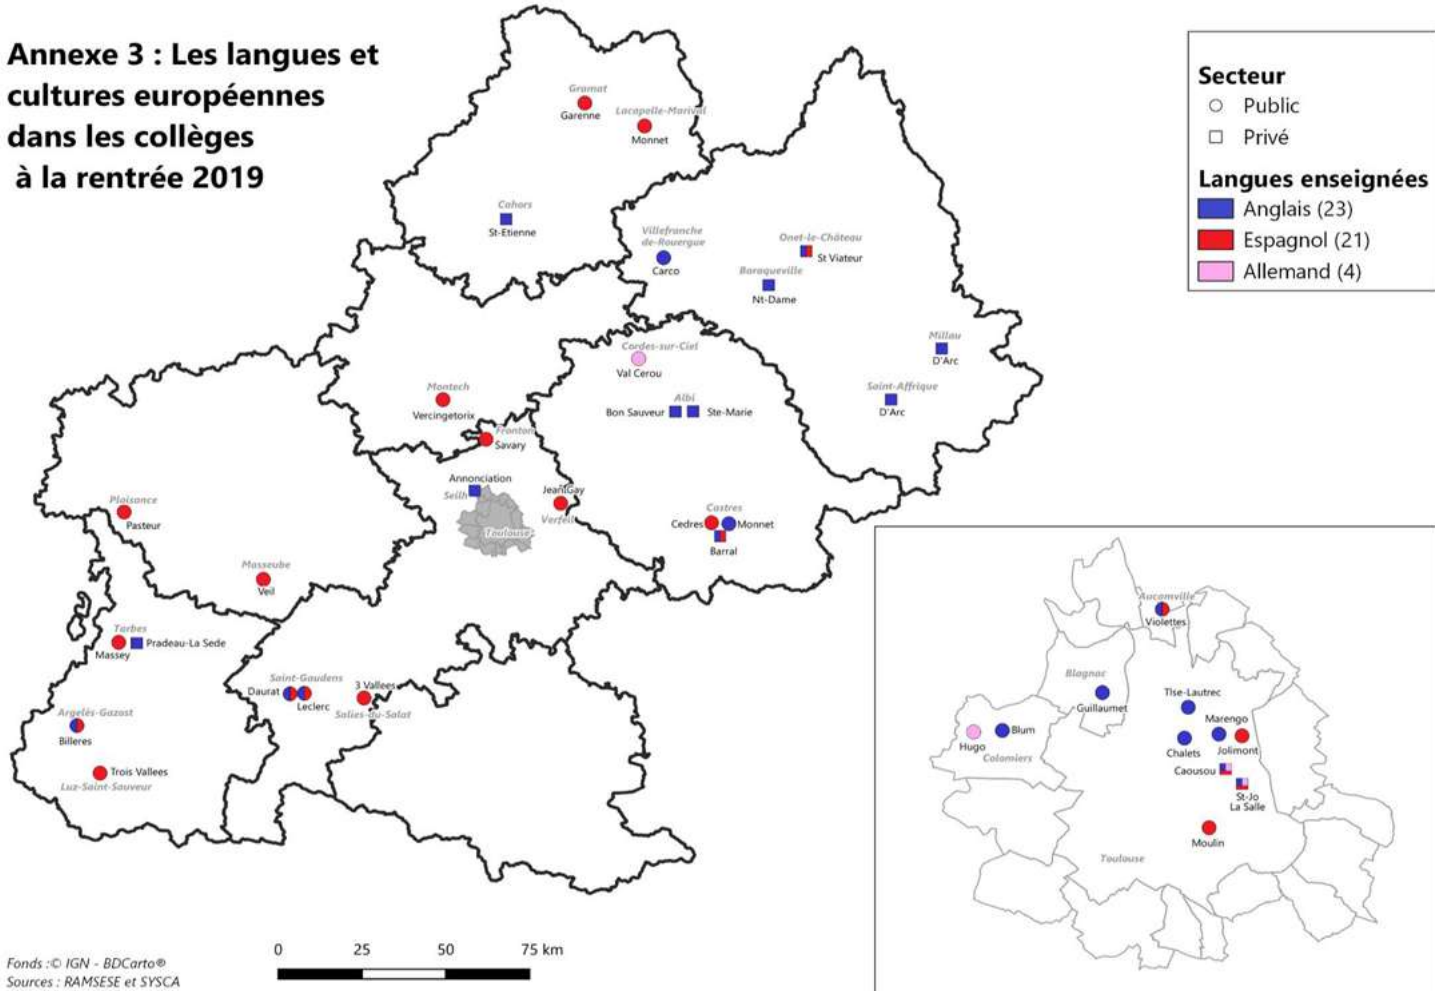 Annexe 3 : Les langues et
cultures européennes
dans les collèges
à la rentrée 2019
Secteur
Public
Privé
Langues enseignées
Anglais (23)
Espagnol (21)
Allemand (4)
Gramat
Garenne
Lacapelle-Marival
Monnet
Cahors
St-Etienne
Villefranche
de-Rouergue
Carco
Onet-le-Château
St Viateur
Baraqueville
Nt-Dame
Millau
D'Arc
Saint-Affrique
D'Arc
Cordes-sur-Ciel
Val Cerou
Albi
Bon Sauveur
Ste-Marie
Montech
Vercingetorix
Fronton
Savary
Annonciation
Seilh
Toulouse
Jean Gay
Verfeil
Castres
Cedres
Monnet
Barral
Plaisance
Pasteur
Masseube
Veil
Tarbes
Massey
Pradeau-La Sede
Saint-Gaudens
Daurat
Leclerc
3 Vallees
Salies-du-Salat
Argelès-Gazost
Billeres
Trois Vallees
Luz-Saint-Sauveur
Aucamville
Violettes
Blagnac
Guillaumet
Hugo
Blum
Colomiers
Tlse-Lautrec
Marengo
Chalets
Jolimont
Caousou
St-Jo
La Salle
Moulin
Toulouse
0 25 50 75 km
Fonds :© IGN - BDCarto®
Sources : RAMSESE et SYSCA